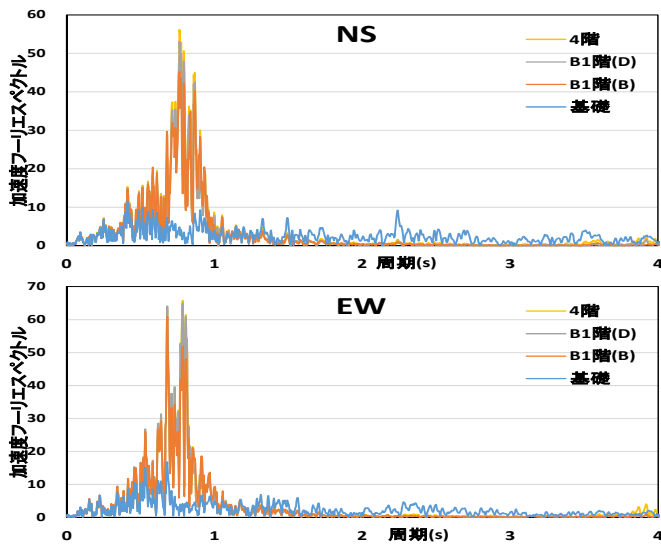 NS
60
50
40
30
20
10
0
加速度フーリエスペクトル
4階
B1階(D)
B1階(B)
基礎
0 1 2 3 4
周期(s)
EW
70
60
50
40
30
20
10
0
加速度フーリエスペクトル
4階
B1階(D)
B1階(B)
基礎
0 1 2 3 4
周期(s)